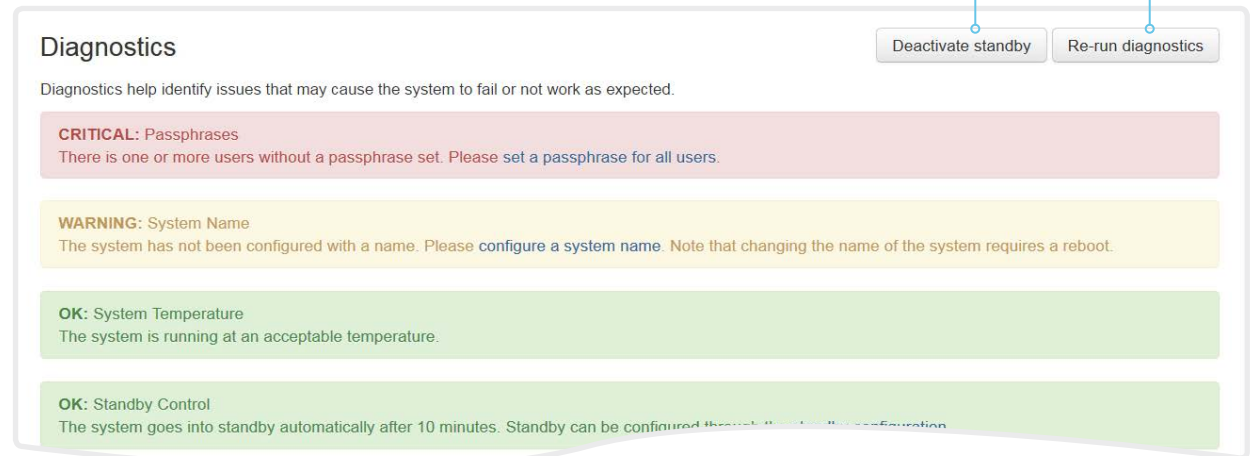 Diagnostics
Deactivate standby
Re-run diagnostics
Diagnostics help identify issues that may cause the system to fail or not work as expected.
CRITICAL: Passphrases
There is one or more users without a passphrase set. Please set a passphrase for all users.
WARNING: System Name
The system has not been configured with a name. Please configure a system name. Note that changing the name of the system requires a reboot.
OK: System Temperature
The system is running at an acceptable temperature.
OK: Standby Control
The system goes into standby automatically after 10 minutes. Standby can be configured through the standby configuration